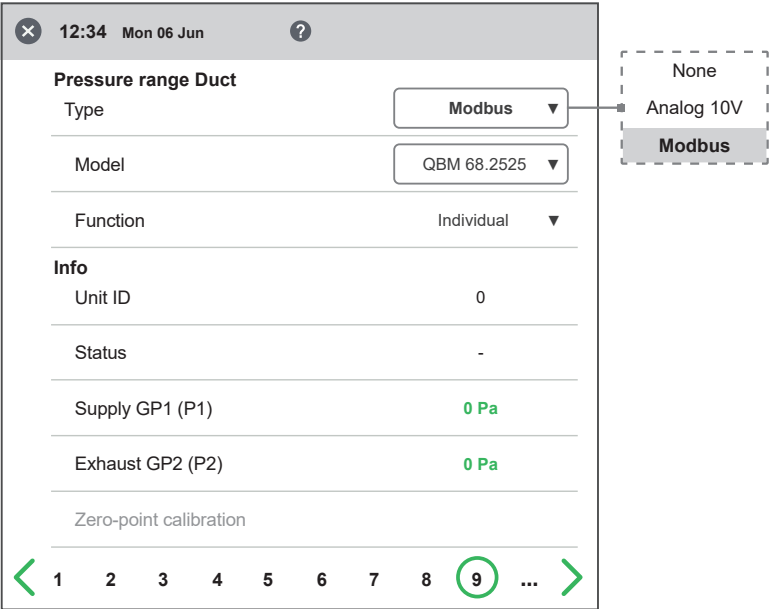 12:34 Mon 06 Jun ?
Pressure range Duct
Type Modbus ▼
None
Analog 10V
Modbus
Model QBM 68.2525 ▼
Function Individual ▼
Info
Unit ID 0
Status -
Supply GP1 (P1) 0 Pa
Exhaust GP2 (P2) 0 Pa
Zero-point calibration
1 2 3 4 5 6 7 8 9 ...